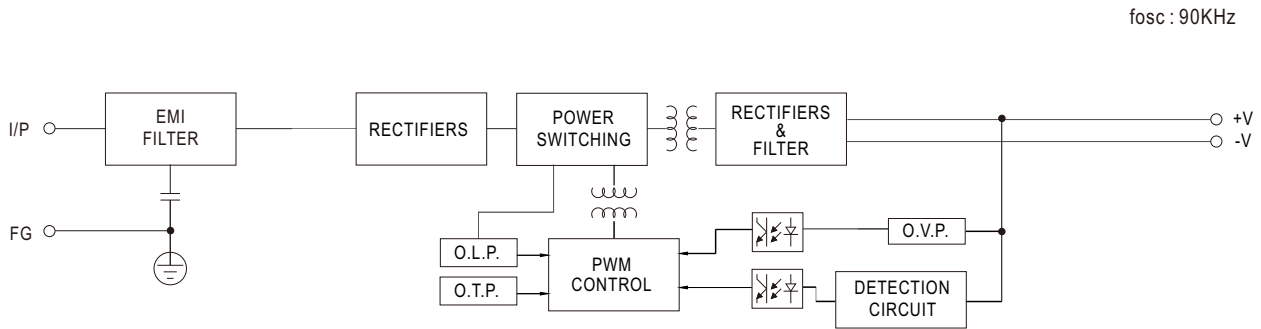 fosc : 90KHz
I/P
EMI
FILTER
RECTIFIERS
POWER
SWITCHING
RECTIFIERS
&
FILTER
+V
-V
FG
O.L.P.
O.T.P.
PWM
CONTROL
O.V.P.
DETECTION
CIRCUIT